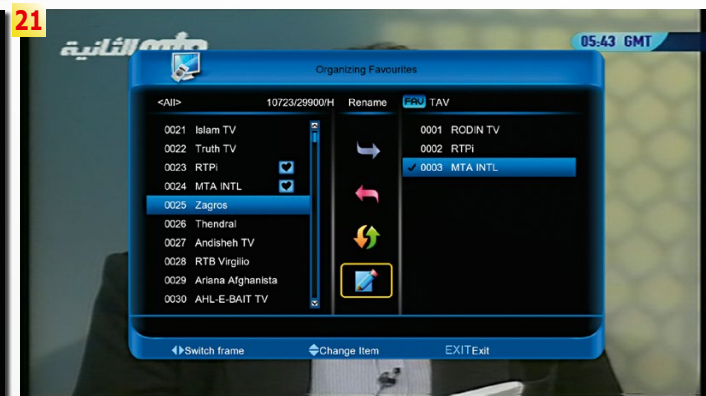 21
الثانية mta
05:43 GMT
Organizing Favourites
<All> 10723/29900/H Rename FAV TAV
0021 Islam TV
0022 Truth TV
0023 RTPi
0024 MTA INTL
0025 Zagros
0026 Thendral
0027 Andisheh TV
0028 RTB Virgilio
0029 Ariana Afghanista
0030 AHL-E-BAIT TV
0001 RODIN TV
0002 RTPi
0003 MTA INTL
Switch frame Change Item EXIT Exit